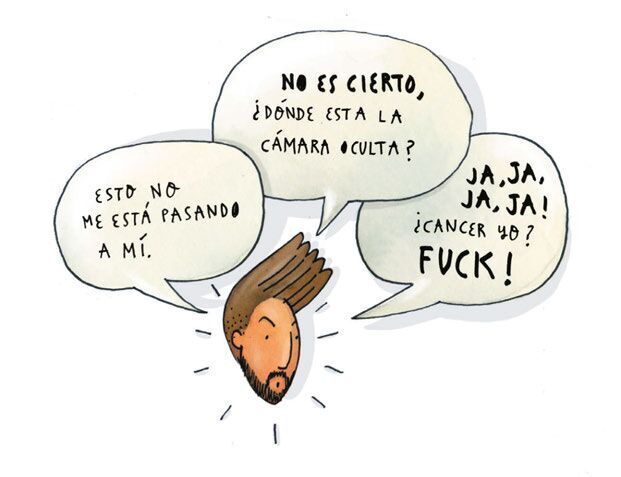 ESTO NO
ME ESTÁ PASANDO
A MÍ.
NO ES CIERTO,
¿DÓNDE ESTA LA
CÁMARA OCULTA?
JA, JA,
JA, JA!
¿CANCER YO?
FUCK!